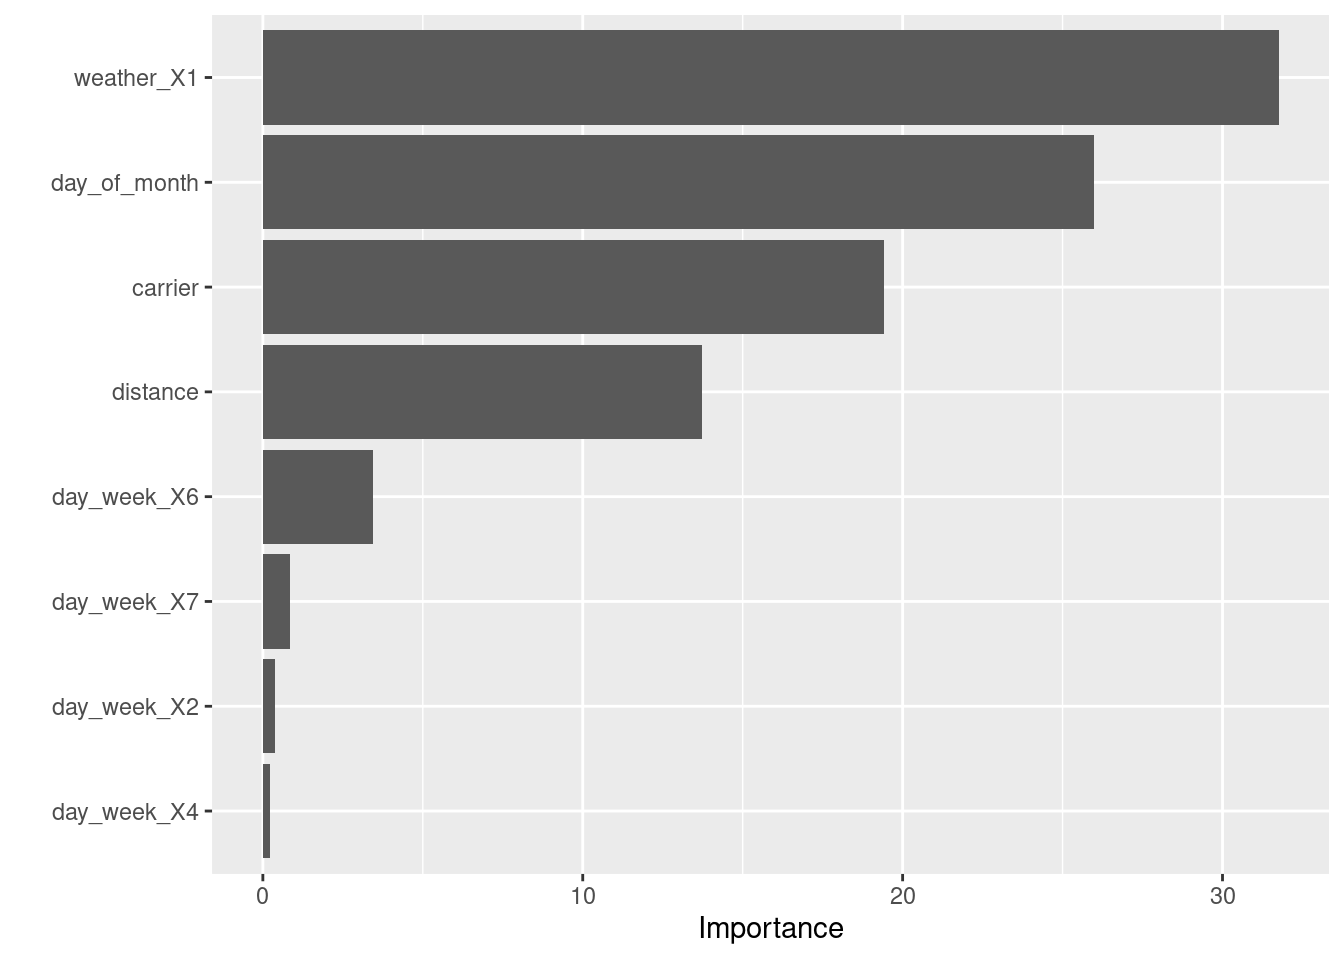 weather_X1
day_of_month
carrier
distance
day_week_X6
day_week_X7
day_week_X2
day_week_X4
0 10 20 30
Importance